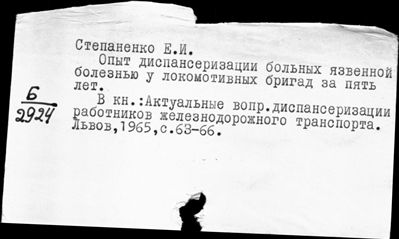 Степаненко Е.И.
Опыт диспансеризации больных язвенной
болезнью у локомотивных бригад за пять
лет.
Б
2924
В кн.:Актуальные вопр.диспансеризации
работников железнодорожного транспорта.
Львов,1965,с.63-66.